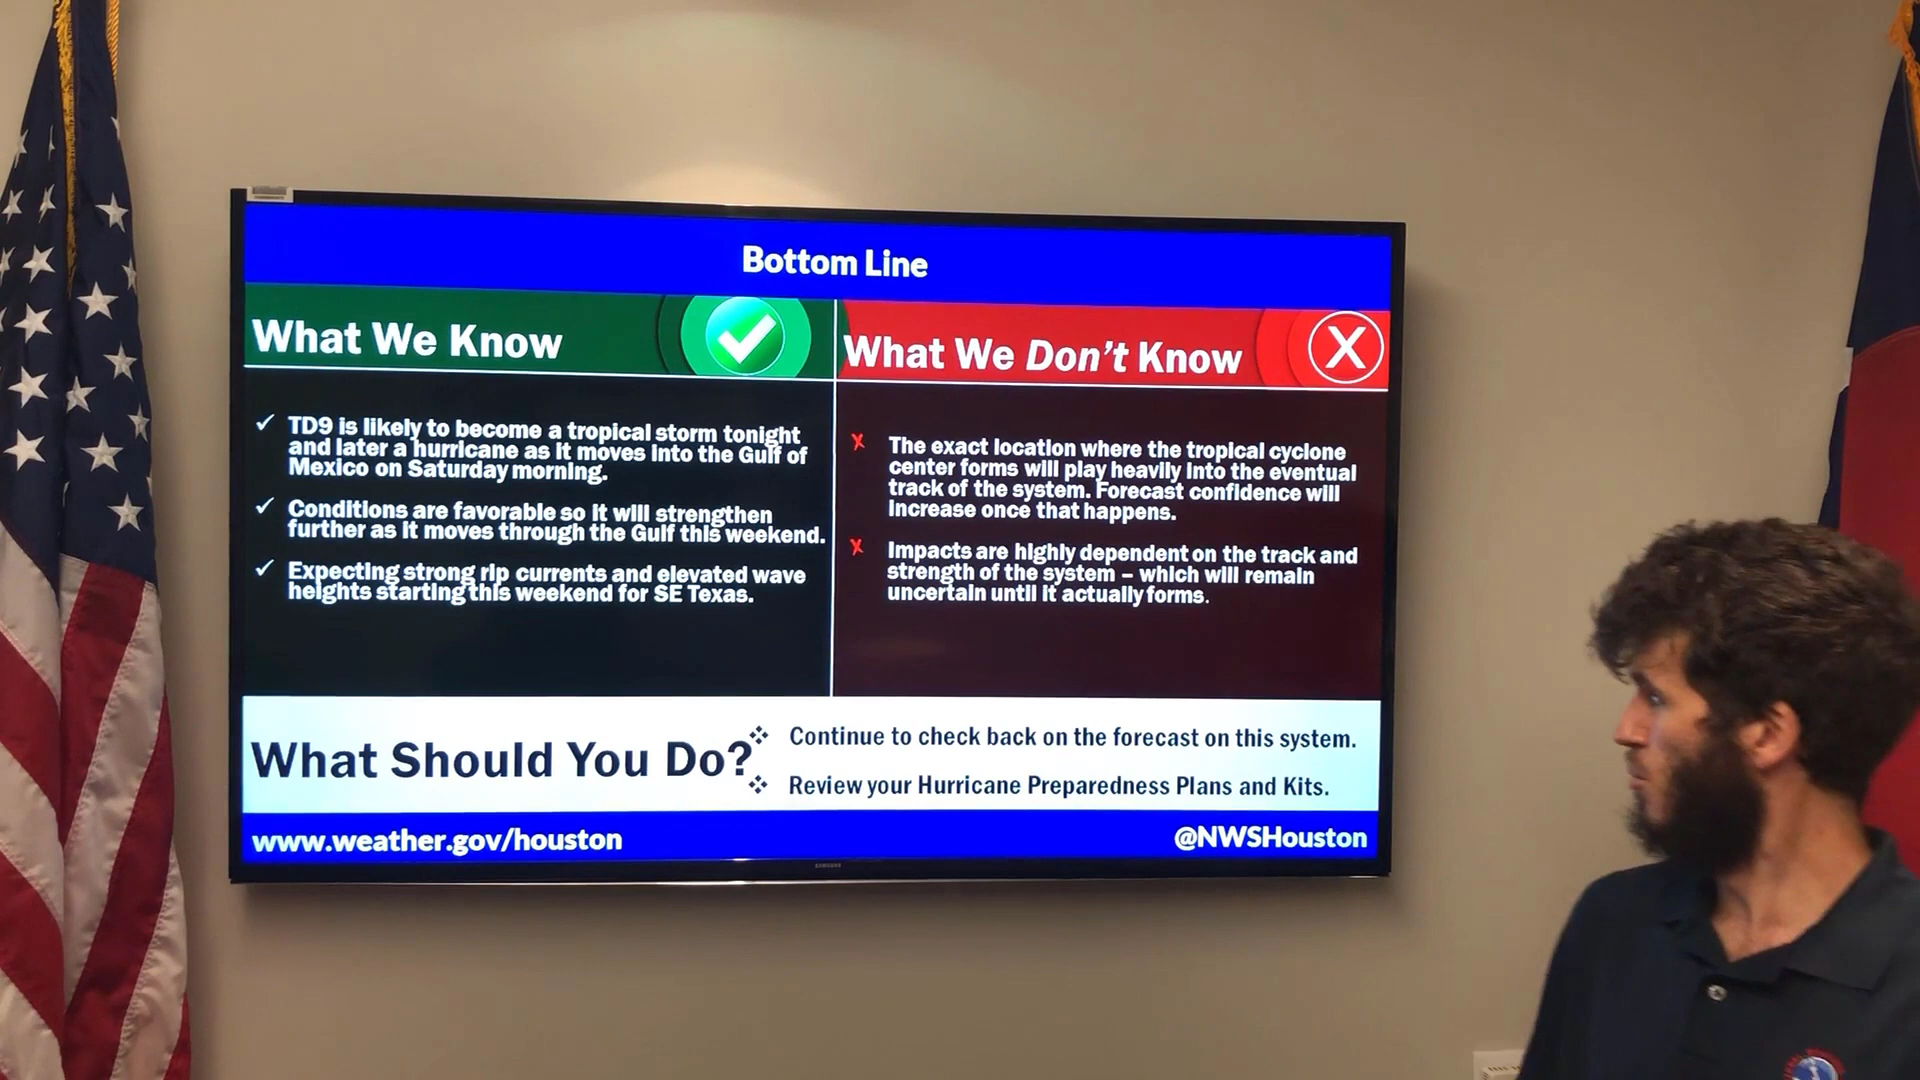 Bottom Line
What We Know
TD9 is likely to become a tropical storm tonight
and later a hurricane as it moves into the Gulf of
Mexico on Saturday morning.
Conditions are favorable so it will strengthen
further as it moves through the Gulf this weekend.
Expecting strong rip currents and elevated wave
heights starting this weekend for SE Texas.
What We Don't Know
X
The exact location where the tropical cyclone
center forms will play heavily into the eventual
track of the system. Forecast confidence will
increase once that happens.
Impacts are highly dependent on the track and
strength of the system – which will remain
uncertain until it actually forms.
What Should You Do?
Continue to check back on the forecast on this system.
Review your Hurricane Preparedness Plans and Kits.
www.weather.gov/houston
@NWSHouston
SAMSUNG